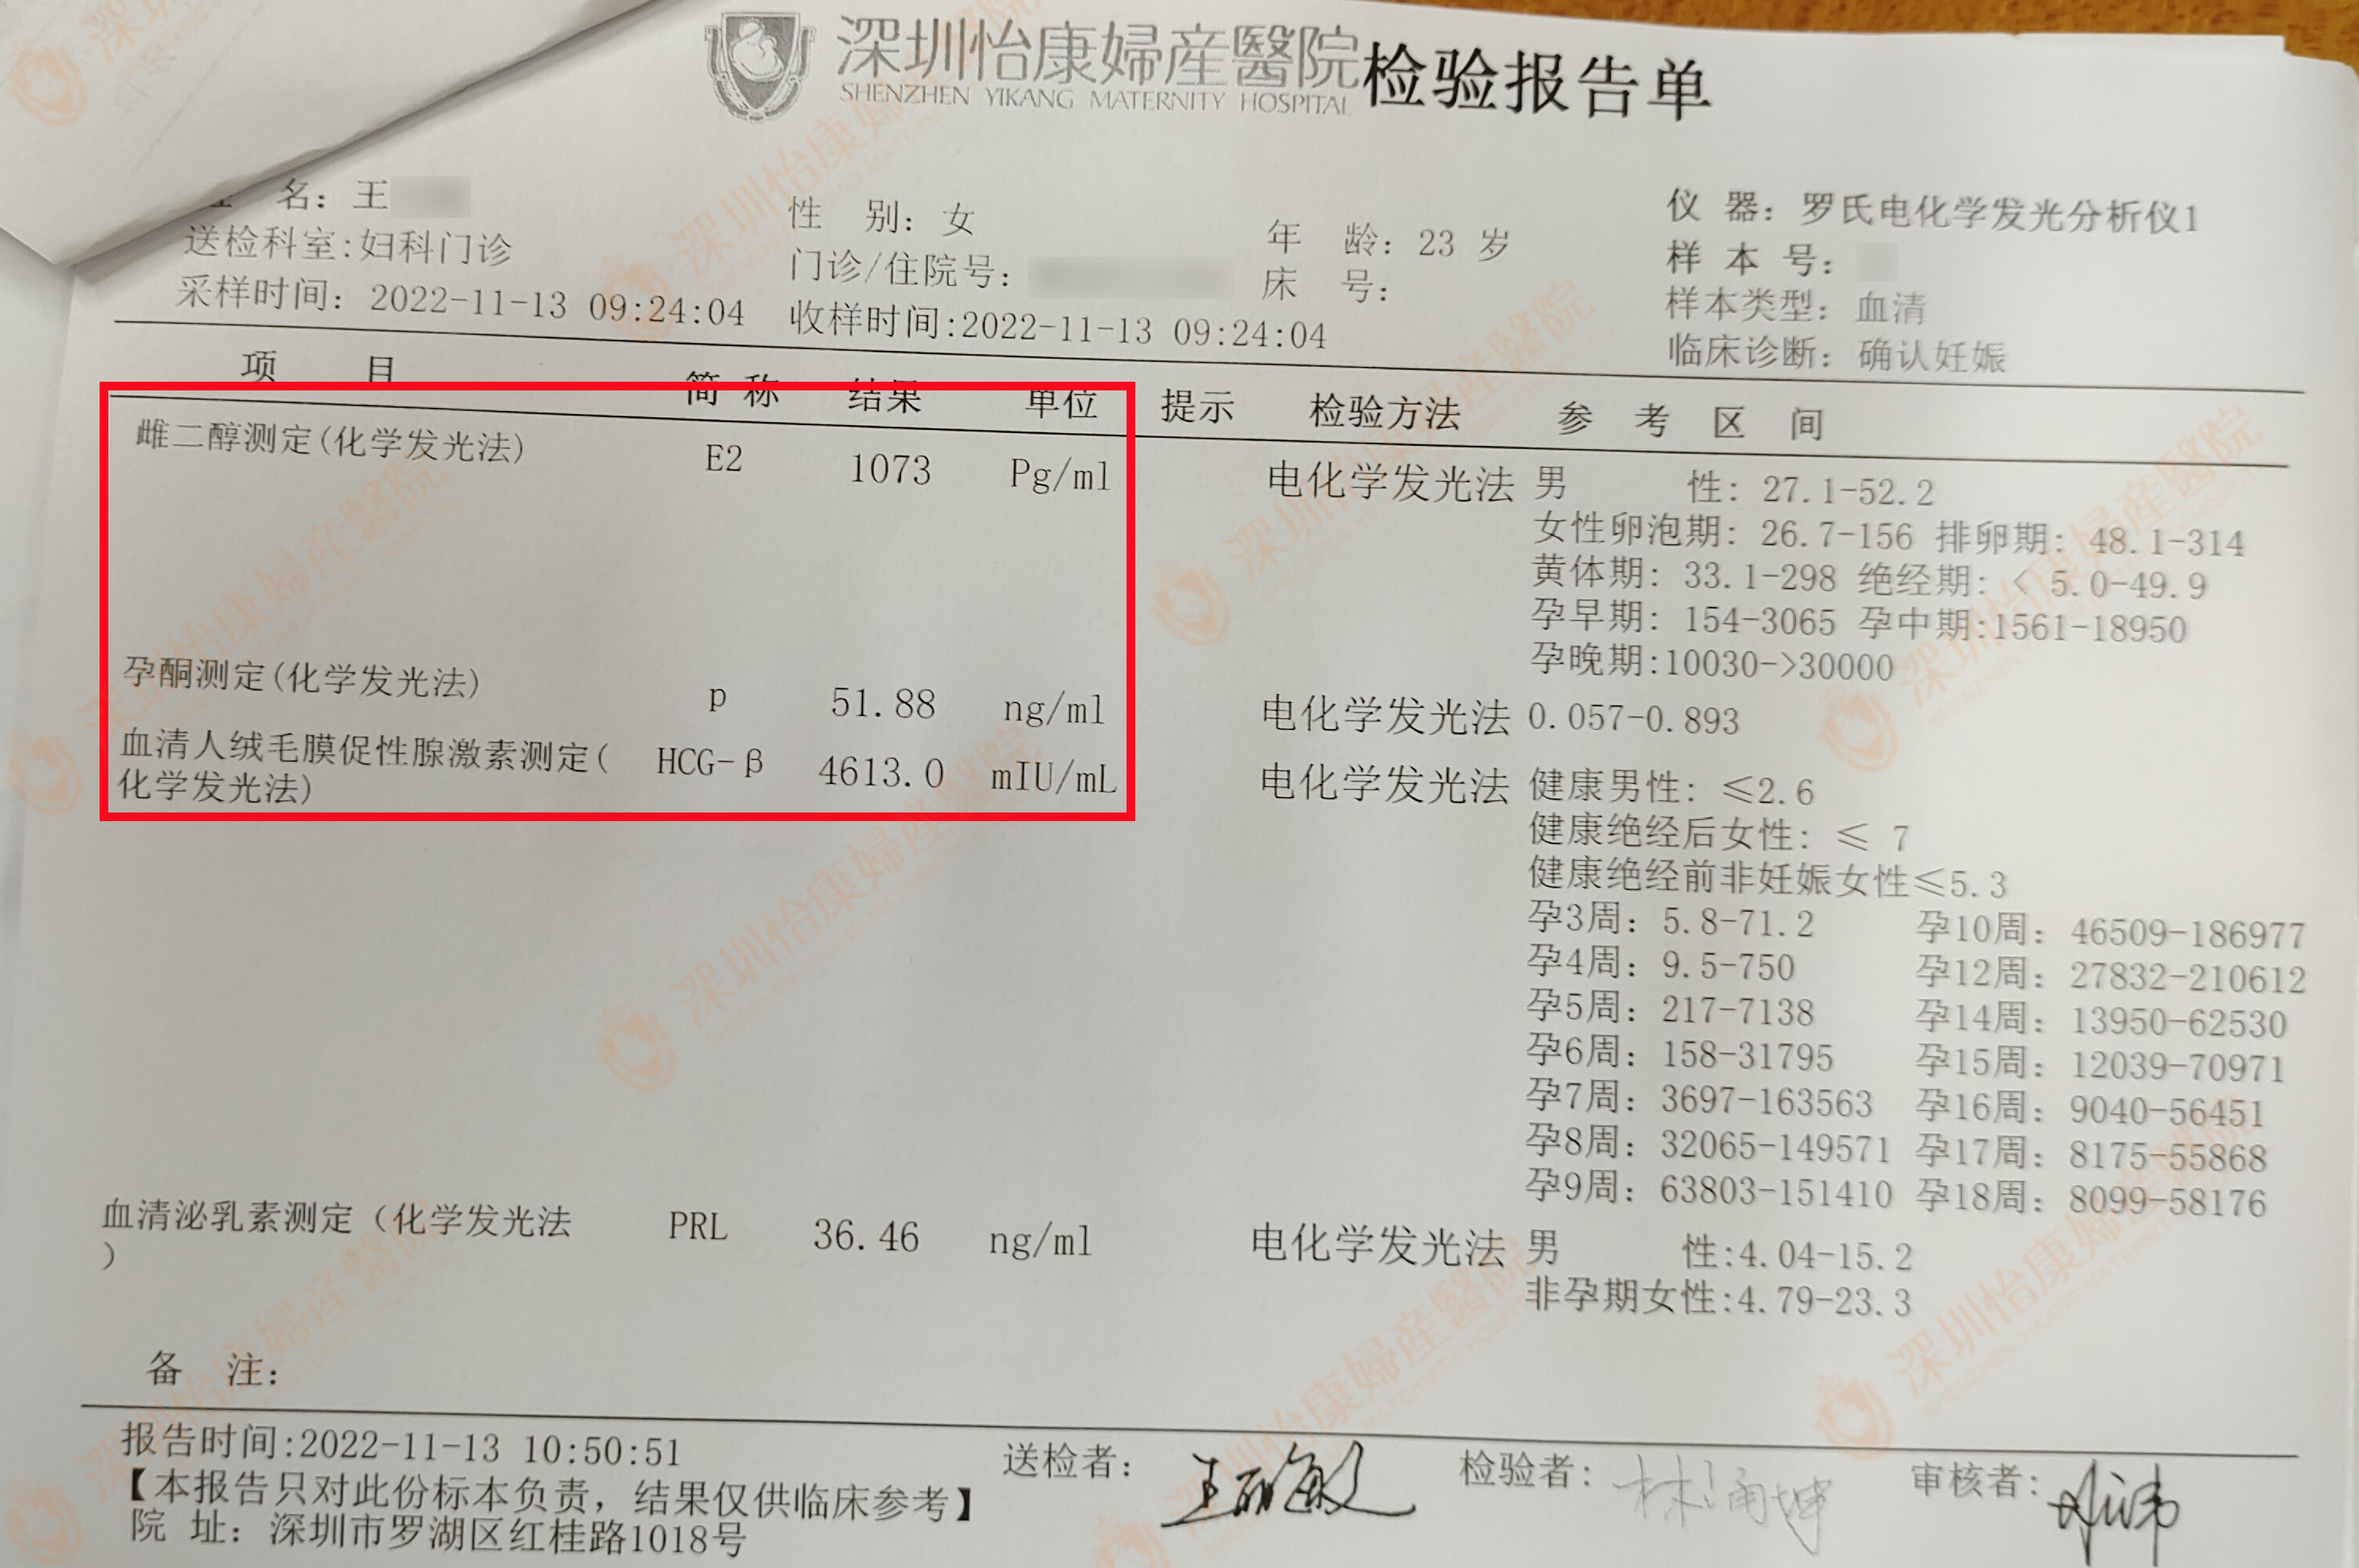 深圳怡康婦産醫院检验报告单
SHENZHEN YIKANG MATERNITY HOSPITAL
名: 王
性 别: 女
年 龄: 23 岁
仪 器: 罗氏电化学发光分析仪1
送检科室:妇科门诊
门诊/住院号:
床 号:
样 本 号:
采样时间: 2022-11-13 09:24:04
收样时间:2022-11-13 09:24:04
样本类型: 血清
临床诊断: 确认妊娠
项 目 简 称 结果 单位 提示 检验方法 参 考 区 间
雌二醇测定(化学发光法) E2 1073 Pg/ml 电化学发光法 男 性: 27.1-52.2
女性卵泡期: 26.7-156 排卵期: 48.1-314
黄体期: 33.1-298 绝经期: < 5.0-49.9
孕早期: 154-3065 孕中期:1561-18950
孕晚期:10030->30000
孕酮测定(化学发光法) p 51.88 ng/ml 电化学发光法 0.057-0.893
血清人绒毛膜促性腺激素测定( HCG-β 4613.0 mIU/mL 电化学发光法 健康男性: ≤2.6
化学发光法)
健康绝经后女性: ≤ 7
健康绝经前非妊娠女性≤5.3
孕3周: 5.8-71.2 孕10周: 46509-186977
孕4周: 9.5-750 孕12周: 27832-210612
孕5周: 217-7138 孕14周: 13950-62530
孕6周: 158-31795 孕15周: 12039-70971
孕7周: 3697-163563 孕16周: 9040-56451
孕8周: 32065-149571 孕17周: 8175-55868
孕9周: 63803-151410 孕18周: 8099-58176
血清泌乳素测定（化学发光法 PRL 36.46 ng/ml 电化学发光法 男 性:4.04-15.2
)
非孕期女性:4.79-23.3
备 注:
报告时间:2022-11-13 10:50:51
送检者:
检验者:
审核者:
【本报告只对此份标本负责，结果仅供临床参考】
院 址: 深圳市罗湖区红桂路1018号